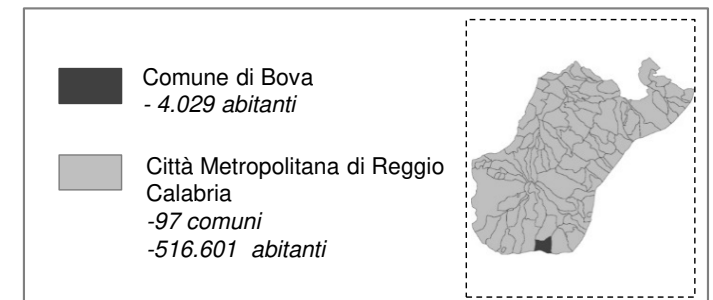 Comune di Bova
- 4.029 abitanti
Città Metropolitana di Reggio
Calabria
-97 comuni
-516.601 abitanti